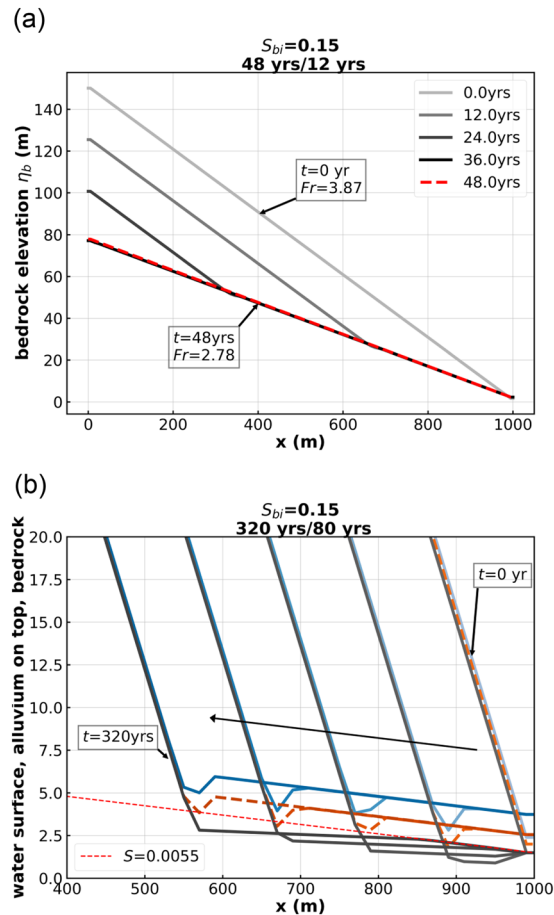 (a)
S_bi=0.15
48 yrs/12 yrs
bedrock elevation η_b (m)
140
120
100
80
60
40
20
0
0.0yrs
12.0yrs
24.0yrs
36.0yrs
48.0yrs
t=0 yr
Fr=3.87
t=48yrs
Fr=2.78
0 200 400 600 800 1000
x (m)
(b)
S_bi=0.15
320 yrs/80 yrs
water surface, alluvium on top, bedrock
20.0
17.5
15.0
12.5
10.0
7.5
5.0
2.5
0.0
t=0 yr
t=320yrs
S=0.0055
400 500 600 700 800 900 1000
x (m)